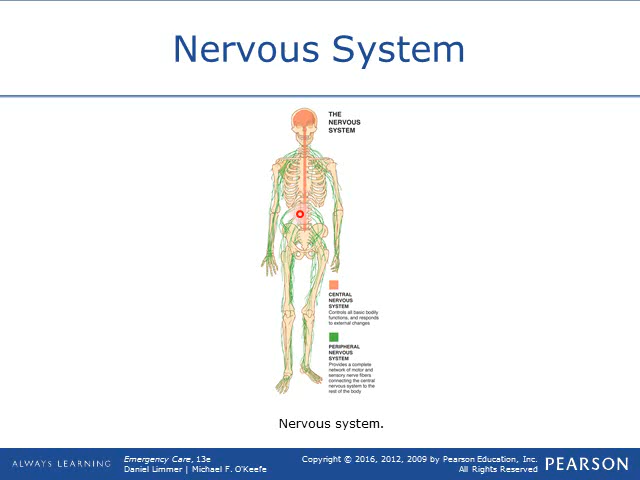 Nervous System
THE
NERVOUS
SYSTEM
CENTRAL
NERVOUS
SYSTEM
Controls all basic bodily
functions, and responds
to external changes
PERIPHERAL
NERVOUS
SYSTEM
Provides a complete
network of motor and
sensory nerve fibers
connecting the central
nervous system to the
rest of the body
Nervous system.
ALWAYS LEARNING
Emergency Care, 13e
Daniel Limmer | Michael F. O'Keefe
Copyright © 2016, 2012, 2009 by Pearson Education, Inc.
All Rights Reserved
PEARSON